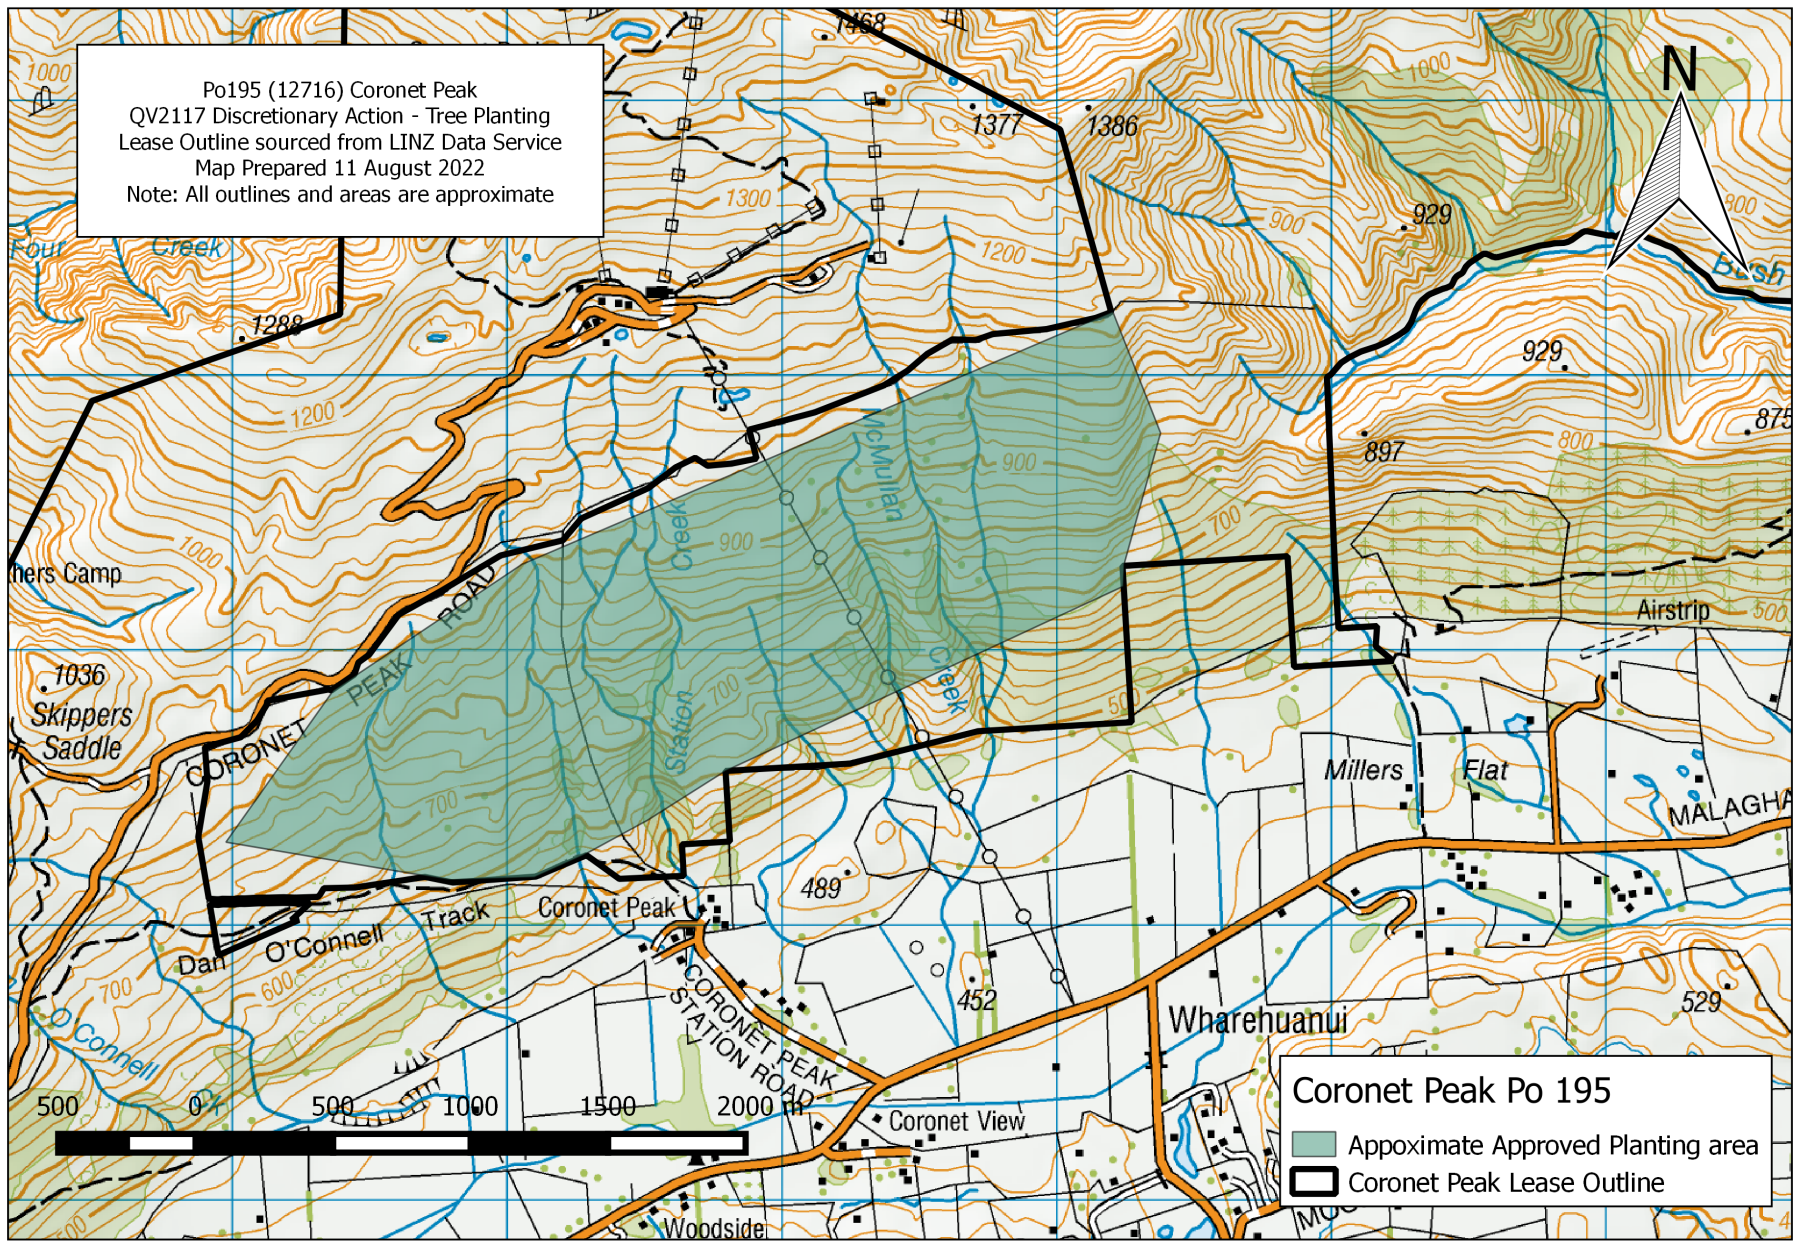 Po195 (12716) Coronet Peak
QV2117 Discretionary Action - Tree Planting
Lease Outline sourced from LINZ Data Service
Map Prepared 11 August 2022
Note: All outlines and areas are approximate
N
1468
1377
1386
1000
1000
929
800
900
1300
1200
Four
Creek
Bush
1288
929
1200
875
897
800
McMullan
900
700
Creek
900
1000
hers Camp
ROAD
Airstrip
500
1036
Skippers
Saddle
PEAK
CORONET
Creek
700
500
Station
Millers
Flat
MALAGHA
700
489
Coronet Peak
Dan
O'Connell
Track
700
600
452
529
O'Connell
CORONET PEAK
STATION ROAD
Wharehuanui
500
0
500
1000
1500
2000 m
Coronet View
Woodside
500
Coronet Peak Po 195
Appoximate Approved Planting area
Coronet Peak Lease Outline